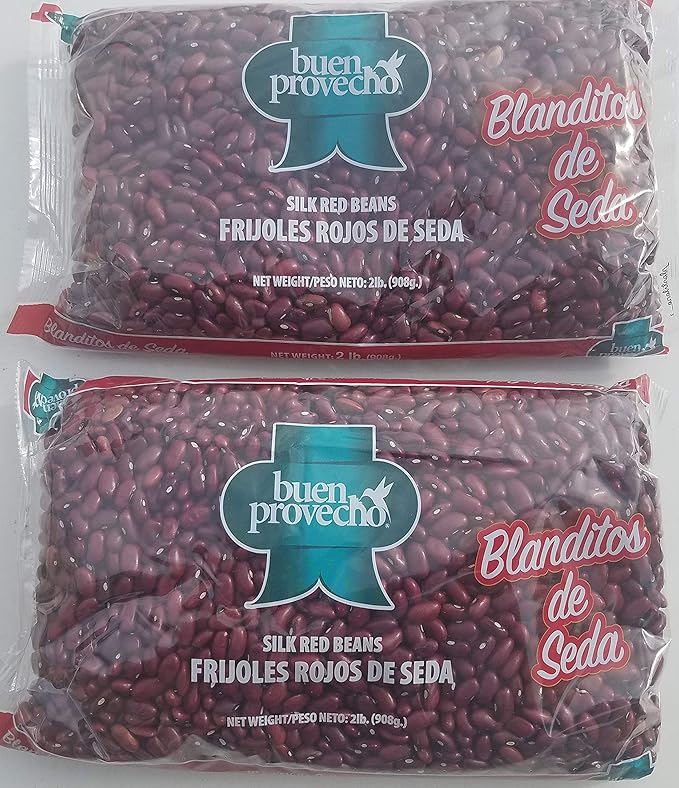 buen
provecho
Blanditos
de
Seda
SILK RED BEANS
FRIJOLES ROJOS DE SEDA
NET WEIGHT/PESO NETO: 2lb. (908g.)
Blanditos de Seda
NET WEIGHT: 2 lb. (908g.)
buen
provecho
buen
provecho
Blanditos
de
Seda
SILK RED BEANS
FRIJOLES ROJOS DE SEDA
NET WEIGHT/PESO NETO: 2lb. (908g.)